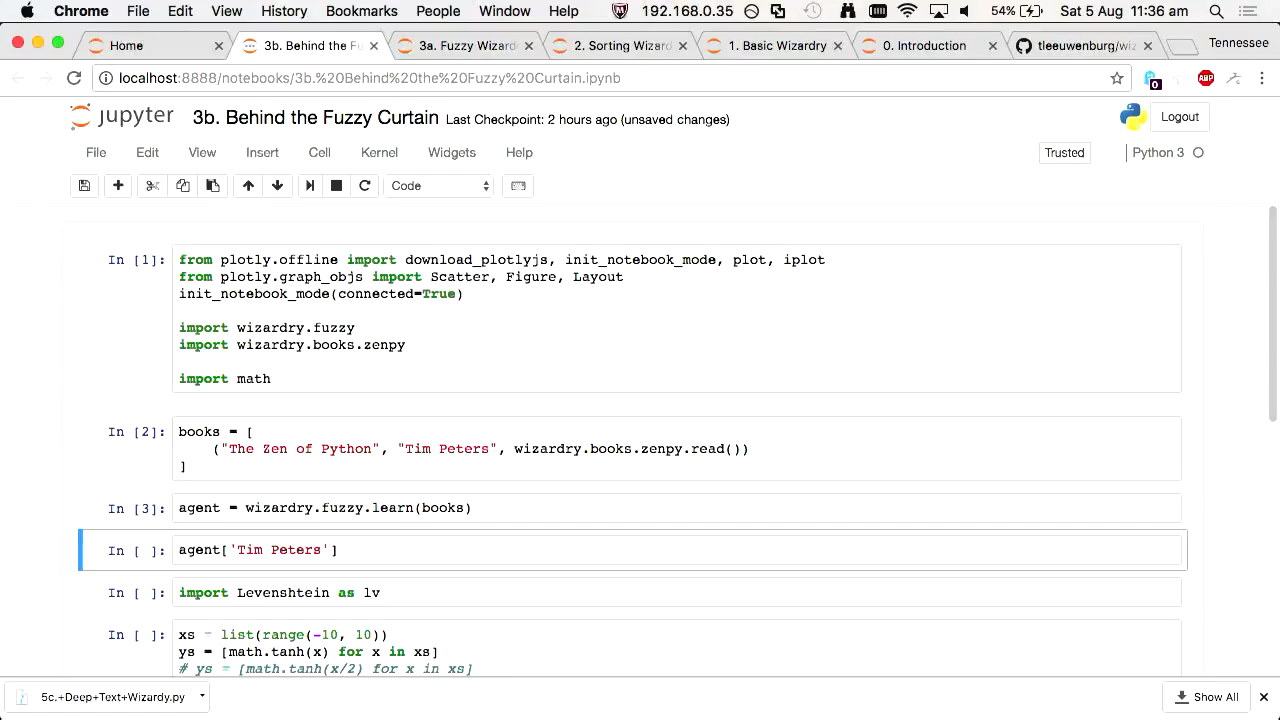 Chrome File Edit View History Bookmarks People Window Help 192.168.0.35 54% Sat 5 Aug 11:36 am
Home 3b. Behind the Fu 3a. Fuzzy Wizard 2. Sorting Wizard 1. Basic Wizard 0. Introduction tleeuwenburg/wiz Tennessee
localhost:8888/notebooks/3b.%20Behind%20the%20Fuzzy%20Curtain.ipynb 0 ABP
jupyter 3b. Behind the Fuzzy Curtain Last Checkpoint: 2 hours ago (unsaved changes) Logout
File Edit View Insert Cell Kernel Widgets Help Trusted Python 3
Code
In [1]: from plotly.offline import download_plotlyjs, init_notebook_mode, plot, iplot
from plotly.graph_objs import Scatter, Figure, Layout
init_notebook_mode(connected=True)
import wizardry.fuzzy
import wizardry.books.zenpy
import math
In [2]: books = [
("The Zen of Python", "Tim Peters", wizardry.books.zenpy.read())
]
In [3]: agent = wizardry.fuzzy.learn(books)
In [ ]: agent['Tim Peters']
In [ ]: import Levenshtein as lv
In [ ]: xs = list(range(-10, 10))
ys = [math.tanh(x) for x in xs]
# ys = [math.tanh(x/2) for x in xs]
5c.+Deep+Text+Wizardy.py Show All